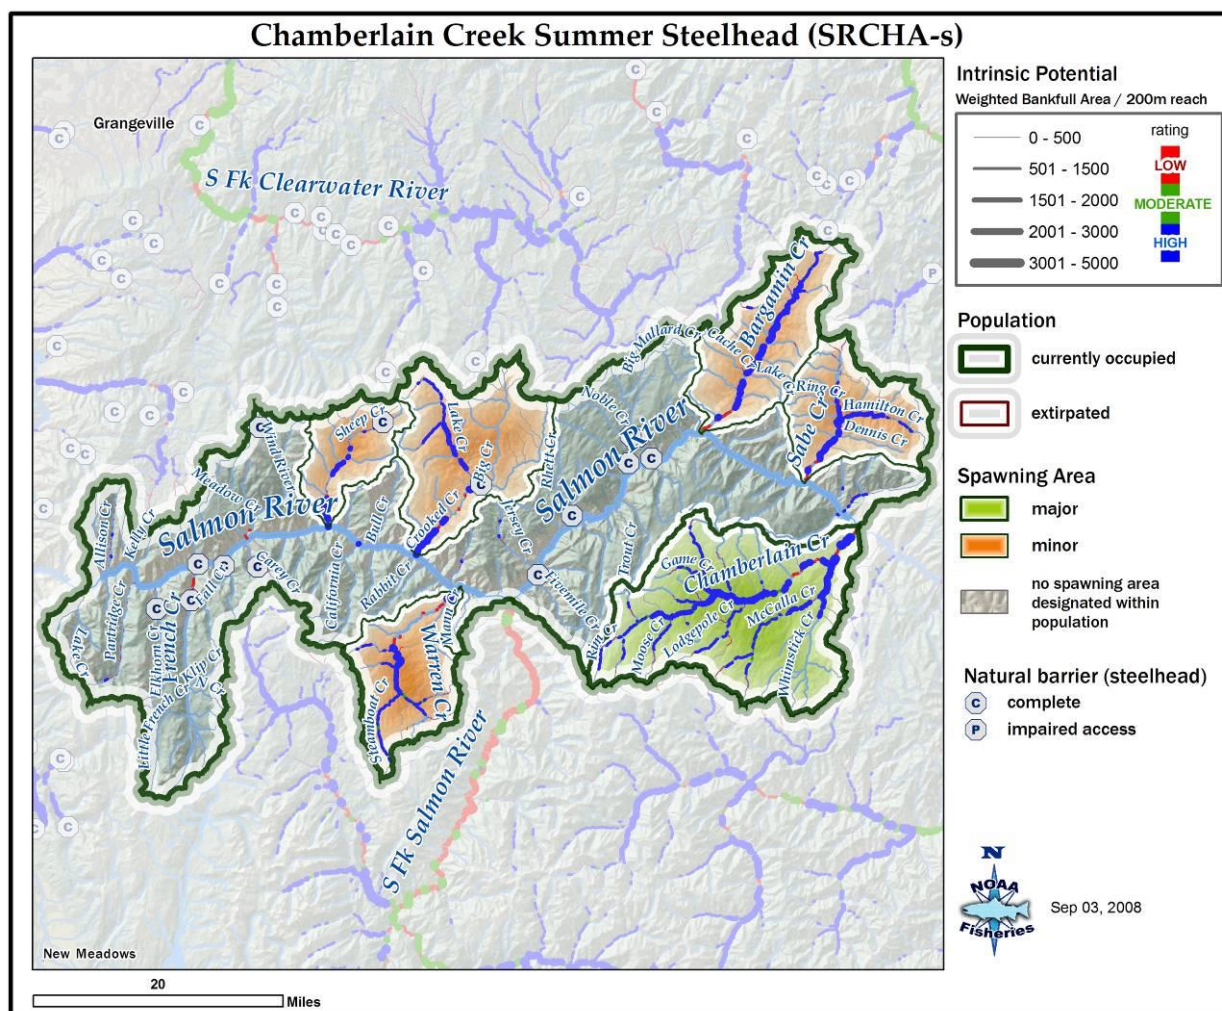 Chamberlain Creek Summer Steelhead (SRCHA-s)
Grangeville
S Fk Clearwater River
Bargamin Cr
Big Mallard Cr
Cache Cr
Lake Cr
Ring Cr
Hamilton Cr
Dennis Cr
Sabe Cr
Noble Cr
Salmon River
Sheep Cr
Lake Cr
Big Cr
Rhett Cr
Wind River
Meadow Cr
Salmon River
Crooked Cr
Jersey Cr
Bull Cr
Allison Cr
Kelly Cr
Carey Cr
California Cr
Rabbit Cr
Trout Cr
Fivemile Cr
Game Cr
Chamberlain Cr
McCalla Cr
Lodgepole Cr
Moose Cr
Rim Cr
Whimstick Cr
Partridge Cr
Lake Cr
Fall Cr
French Cr
Elkhorn Cr
Klip Cr
Little French Cr
Mann Cr
Warren Cr
Steamboat Cr
S Fk Salmon River
New Meadows
20
Miles
Intrinsic Potential
Weighted Bankfull Area / 200m reach
rating
0 - 500
501 - 1500
1501 - 2000
2001 - 3000
3001 - 5000
LOW
MODERATE
HIGH
Population
currently occupied
extirpated
Spawning Area
major
minor
no spawning area
designated within
population
Natural barrier (steelhead)
C complete
P impaired access
N
NOAA
Fisheries
Sep 03, 2008